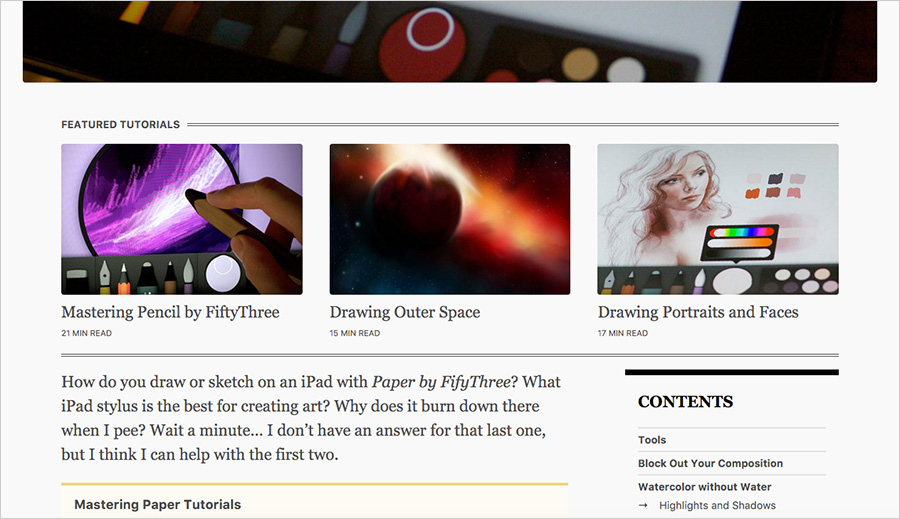 FEATURED TUTORIALS
Mastering Pencil by FiftyThree
21 MIN READ
Drawing Outer Space
15 MIN READ
Drawing Portraits and Faces
17 MIN READ
How do you draw or sketch on an iPad with Paper by FifyThree? What
iPad stylus is the best for creating art? Why does it burn down there
when I pee? Wait a minute... I don’t have an answer for that last one,
but I think I can help with the first two.
Mastering Paper Tutorials
CONTENTS
Tools
Block Out Your Composition
Watercolor without Water
→ Highlights and Shadows